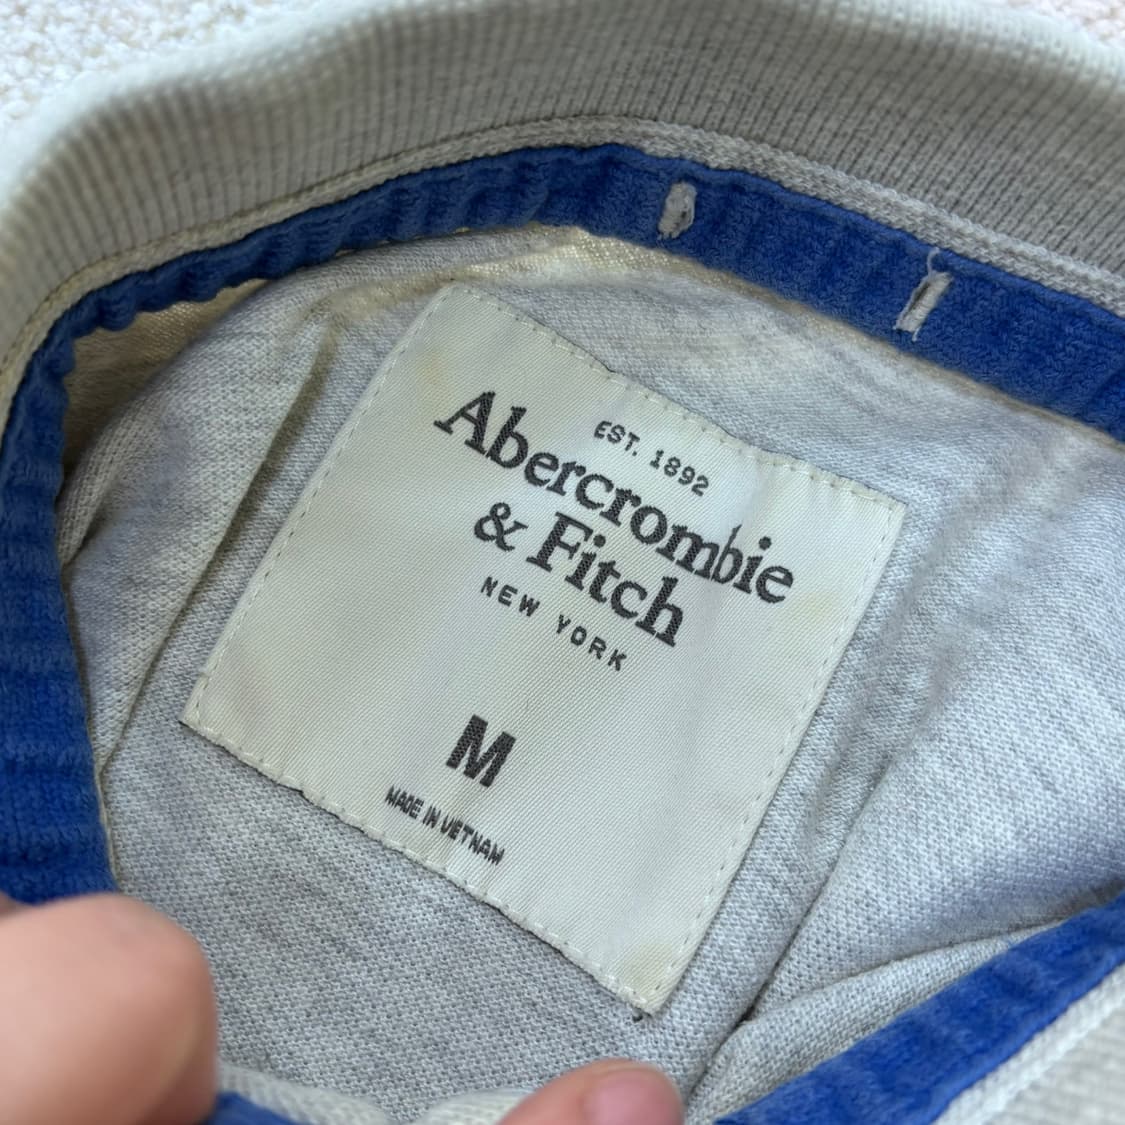 EST. 1892
Abercrombie
& Fitch
NEW YORK
M
MADE IN VIETNAM